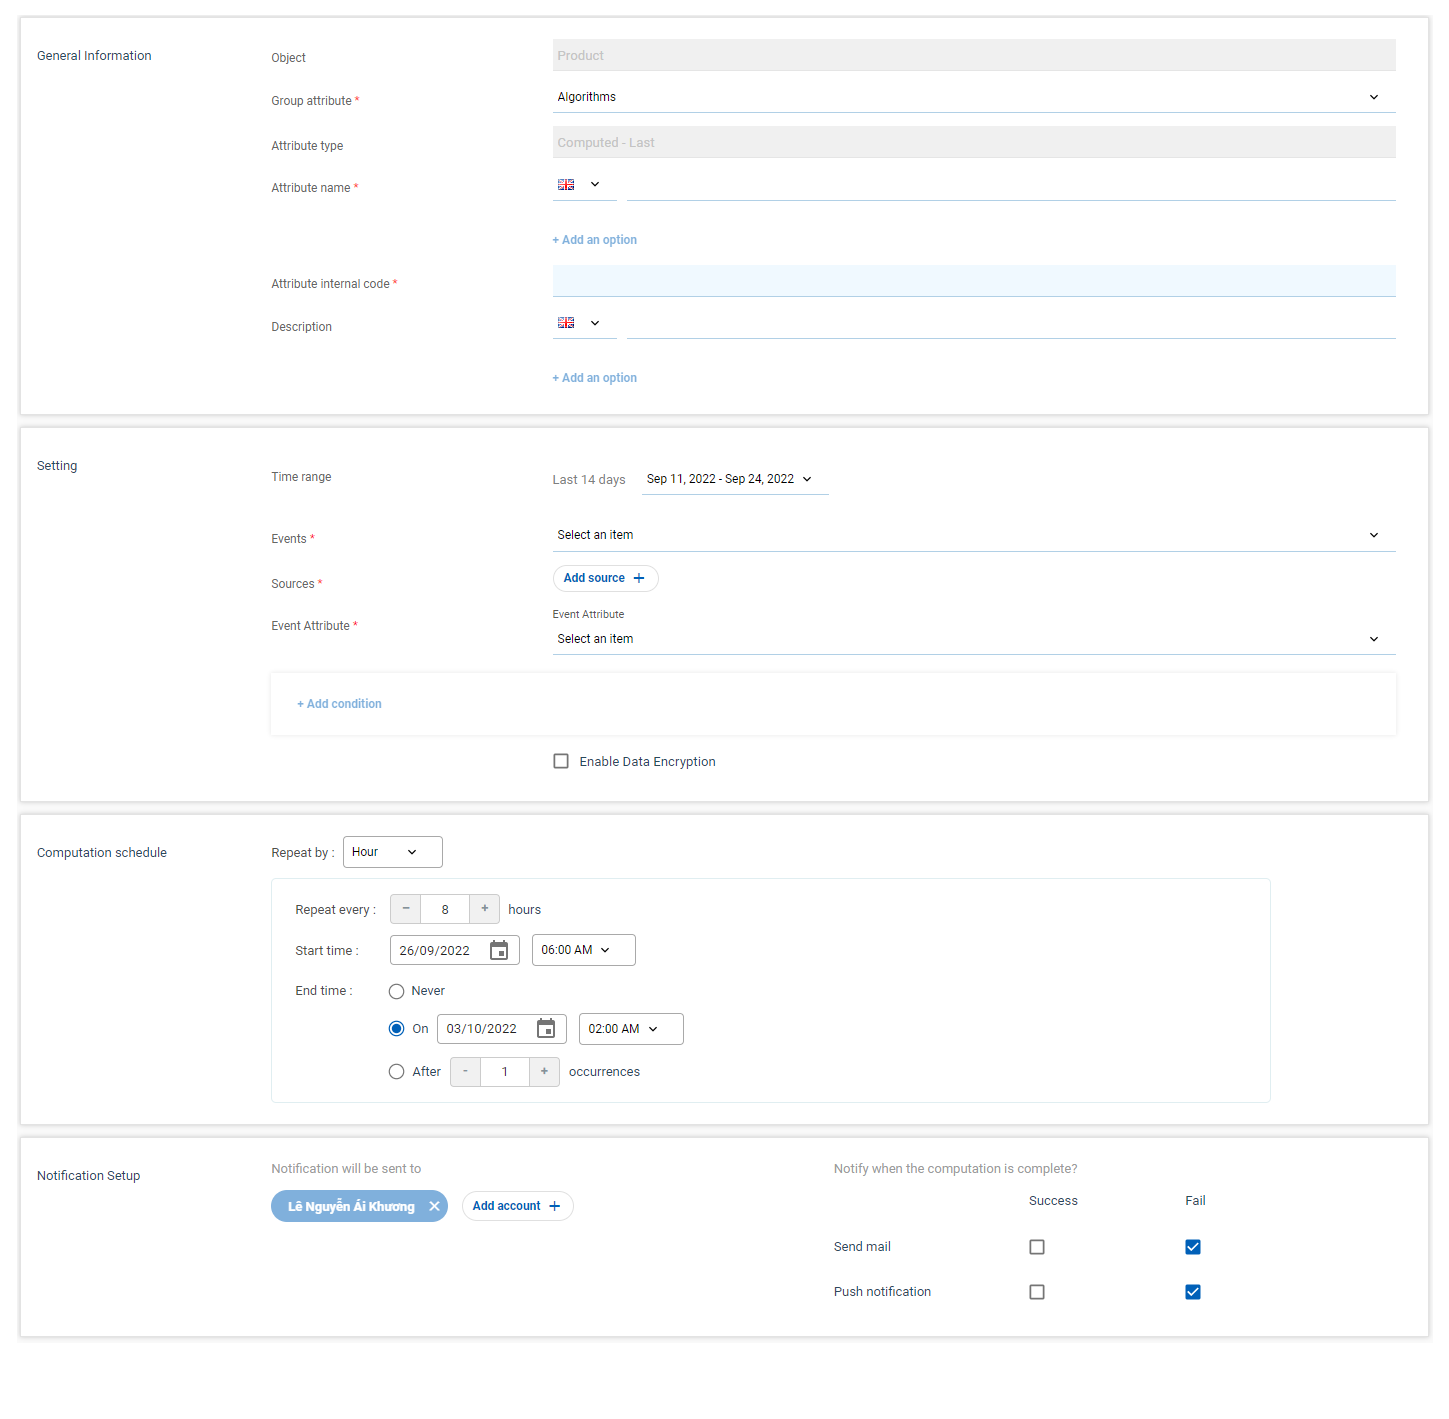 General Information
Object
Product
Group attribute *
Algorithms
Attribute type
Computed - Last
Attribute name *
+ Add an option
Attribute internal code *
Description
+ Add an option
Setting
Time range
Last 14 days
Sep 11, 2022 - Sep 24, 2022
Events *
Select an item
Sources *
Add source +
Event Attribute *
Event Attribute
Select an item
+ Add condition
Enable Data Encryption
Computation schedule
Repeat by :
Hour
Repeat every :
− 8 +
hours
Start time :
26/09/2022
06:00 AM
End time :
Never
On
03/10/2022
02:00 AM
After
- 1 +
occurrences
Notification Setup
Notification will be sent to
Lê Nguyễn Ái Khương
Add account +
Notify when the computation is complete?
Success
Fail
Send mail
Push notification